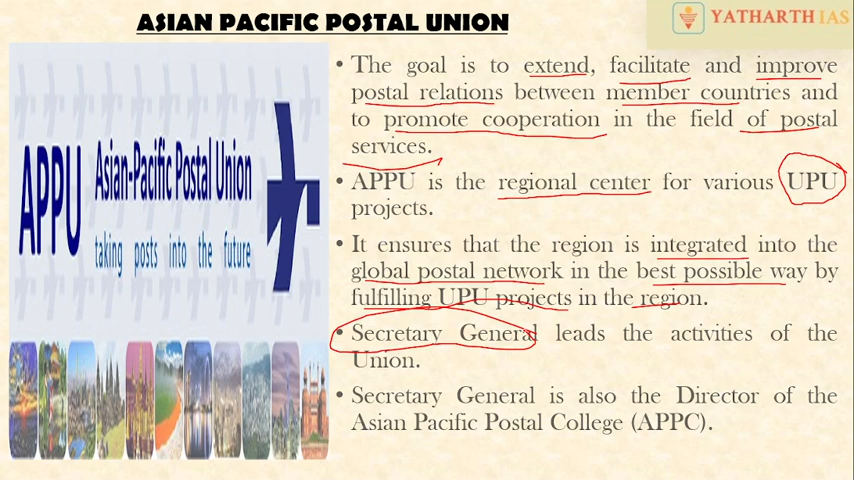 ASIAN PACIFIC POSTAL UNION
YATHARTH IAS
APPU
Asian-Pacific Postal Union
taking posts into the future
• The goal is to extend, facilitate and improve
postal relations between member countries and
to promote cooperation in the field of postal
services.
• APPU is the regional center for various UPU
projects.
• It ensures that the region is integrated into the
global postal network in the best possible way by
fulfilling UPU projects in the region.
• Secretary General leads the activities of the
Union.
• Secretary General is also the Director of the
Asian Pacific Postal College (APPC).